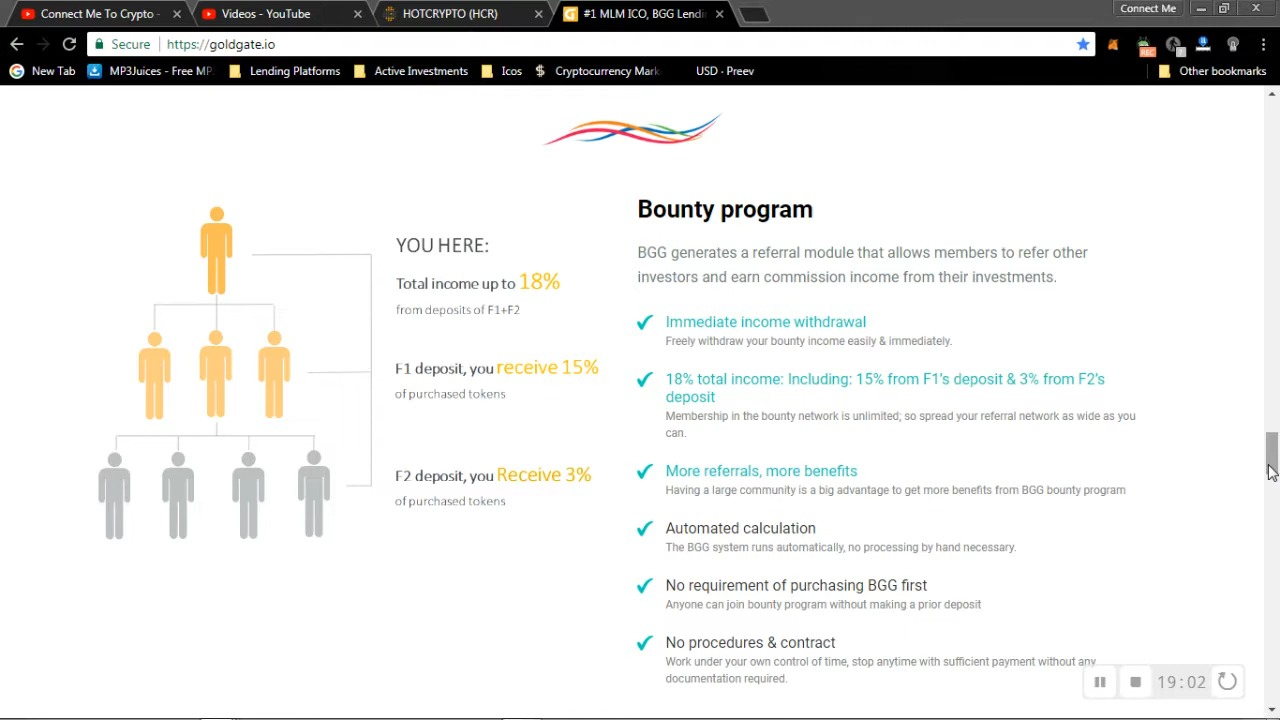 Connect Me To Crypto -
Videos - YouTube
HOTCRYPTO (HCR)
#1 MLM ICO, BGG Lendi
Connect Me
Secure
https://goldgate.io
REC
New Tab
MP3Juices - Free MP
Lending Platforms
Active Investments
Icos
Cryptocurrency Mark
USD - Preev
Other bookmarks
YOU HERE:
Total income up to 18%
from deposits of F1+F2
F1 deposit, you receive 15%
of purchased tokens
F2 deposit, you Receive 3%
of purchased tokens
Bounty program
BGG generates a referral module that allows members to refer other
investors and earn commission income from their investments.
Immediate income withdrawal
Freely withdraw your bounty income easily & immediately.
18% total income: Including: 15% from F1's deposit & 3% from F2's
deposit
Membership in the bounty network is unlimited; so spread your referral network as wide as you
can.
More referrals, more benefits
Having a large community is a big advantage to get more benefits from BGG bounty program
Automated calculation
The BGG system runs automatically, no processing by hand necessary.
No requirement of purchasing BGG first
Anyone can join bounty program without making a prior deposit
No procedures & contract
Work under your own control of time, stop anytime with sufficient payment without any
documentation required.
19:02